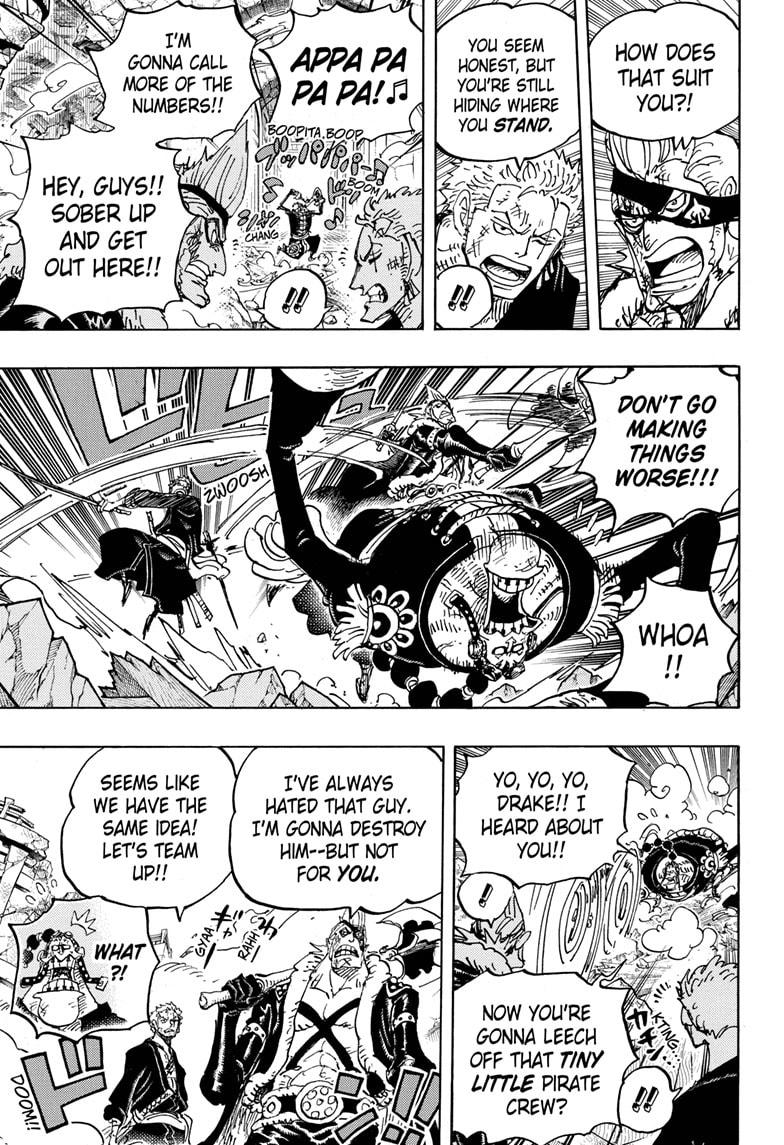 HOW DOES
THAT SUIT
YOU?!
YOU SEEM
HONEST, BUT
YOU'RE STILL
HIDING WHERE
YOU STAND.
!!
APPA PA
PA PA!♫
BOOPITA.BOOP
BOOM
CHANG
I'M
GONNA CALL
MORE OF THE
NUMBERS!!
HEY, GUYS!!
SOBER UP
AND GET
OUT HERE!!
!!
DON'T GO
MAKING
THINGS
WORSE!!!
ZWOOSH
WHOA
!!
YO, YO, YO,
DRAKE!! I
HEARD ABOUT
YOU!!
!!
KTING
NOW YOU'RE
GONNA LEECH
OFF THAT TINY
LITTLE PIRATE
CREW?
!!
I'VE ALWAYS
HATED THAT GUY.
I'M GONNA DESTROY
HIM--BUT NOT
FOR YOU.
SEEMS LIKE
WE HAVE THE
SAME IDEA!
LET'S TEAM
UP!!
GYAA
RAHH
WHAT
?!
ドド!!
DOOM!!